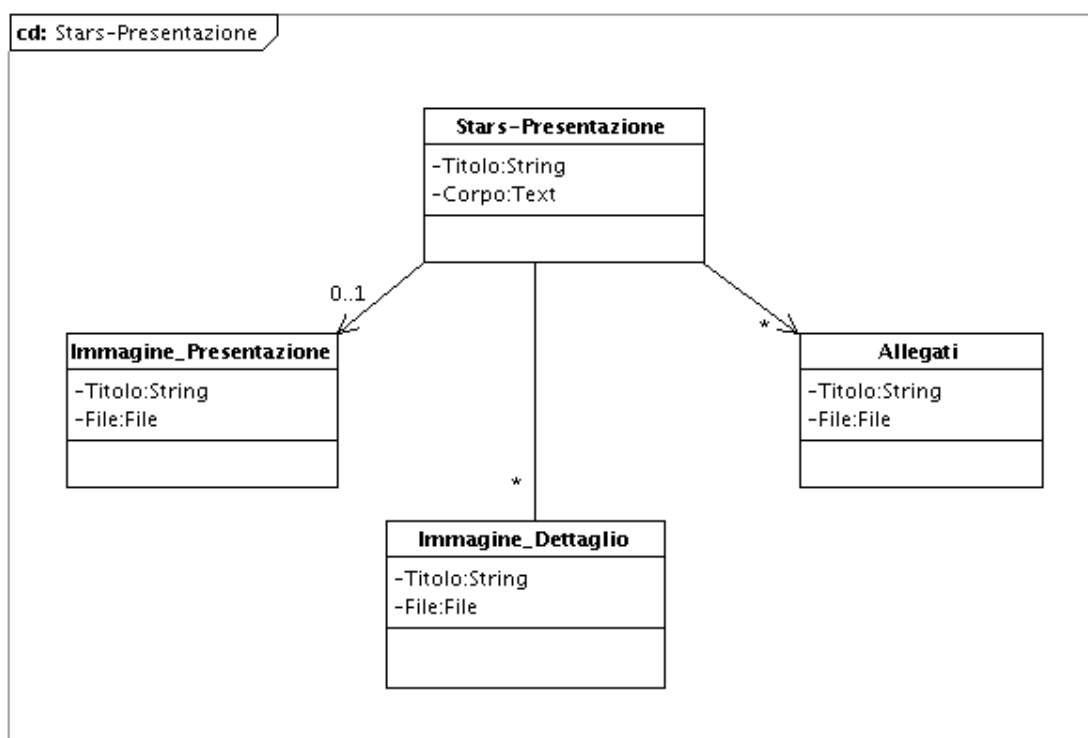 cd: Stars-Presentazione
Stars-Presentazione
-Titolo:String
-Corpo:Text
0..1
*
Immagine_Presentazione
-Titolo:String
-File:File
Allegati
-Titolo:String
-File:File
*
Immagine_Dettaglio
-Titolo:String
-File:File